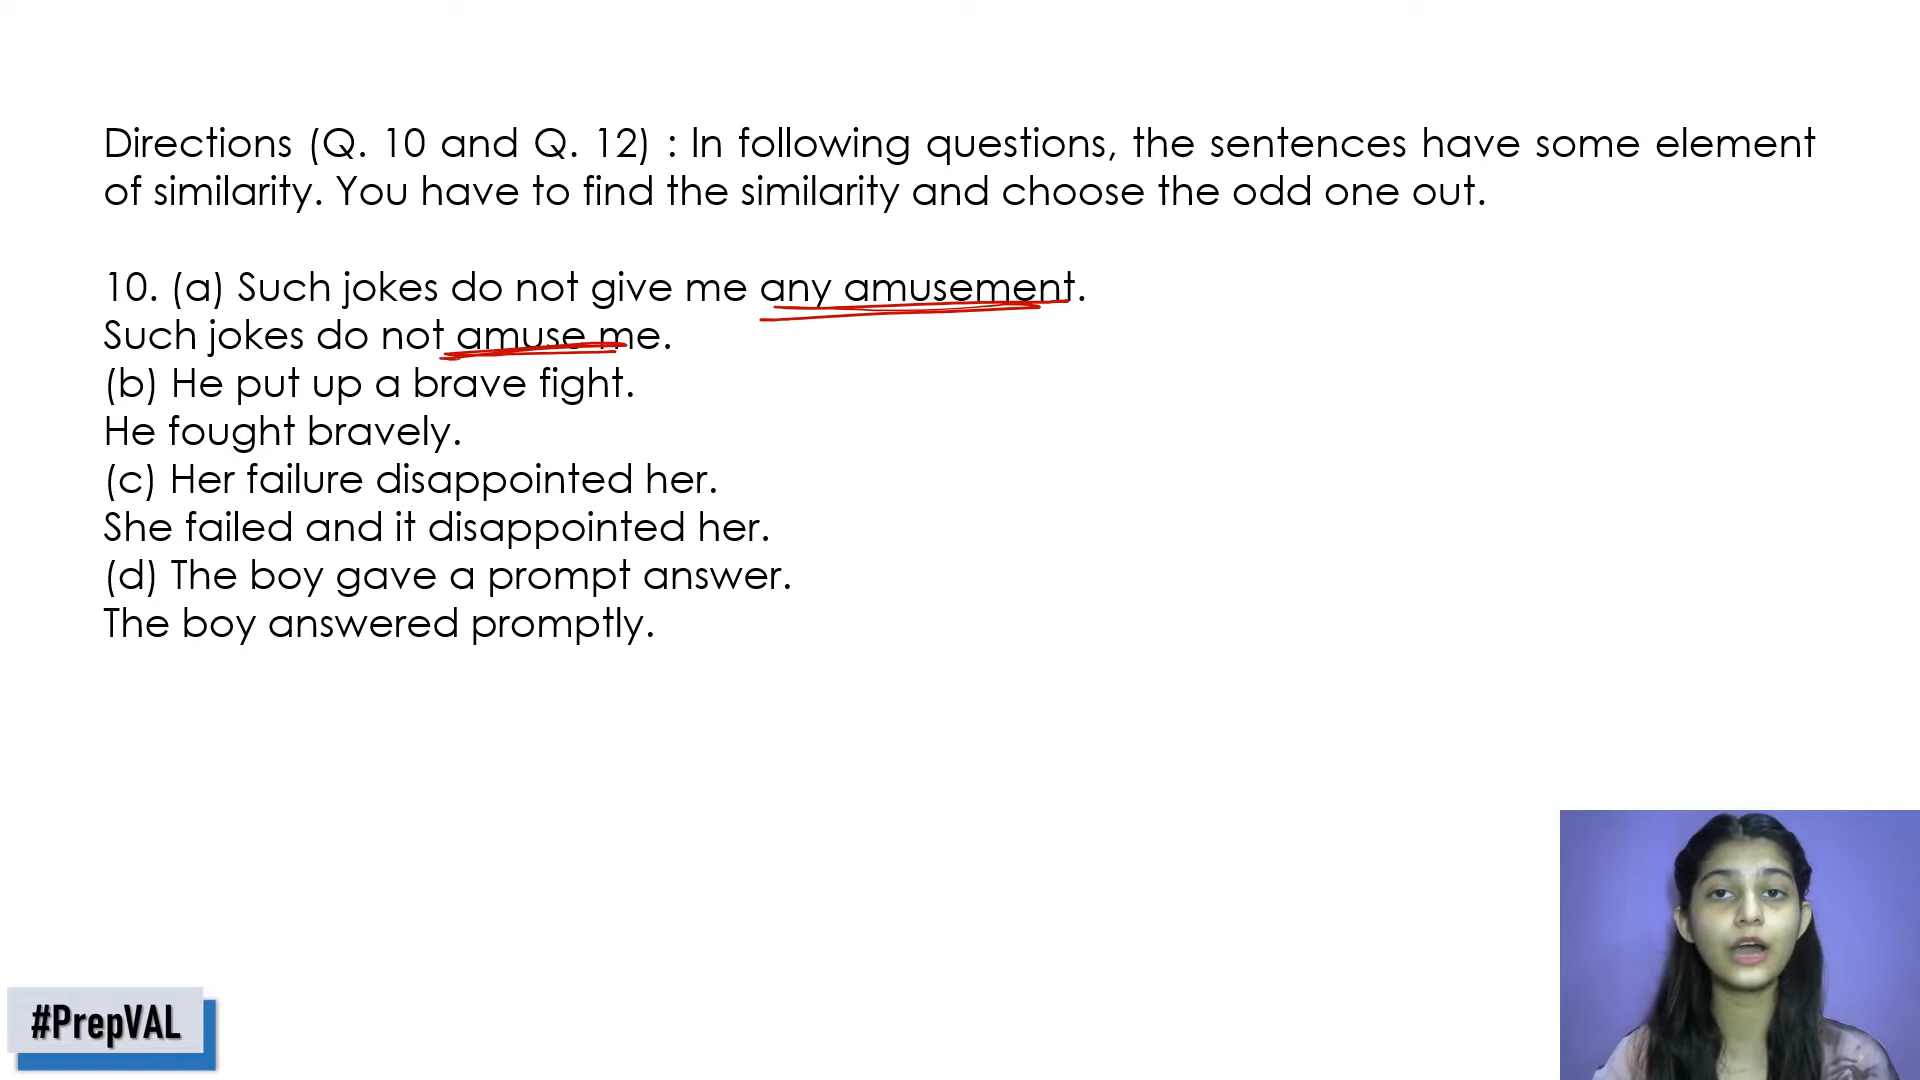 Directions (Q. 10 and Q. 12) : In following questions, the sentences have some element
of similarity. You have to find the similarity and choose the odd one out.
10. (a) Such jokes do not give me any amusement.
Such jokes do not amuse me.
(b) He put up a brave fight.
He fought bravely.
(c) Her failure disappointed her.
She failed and it disappointed her.
(d) The boy gave a prompt answer.
The boy answered promptly.
#PrepVAL